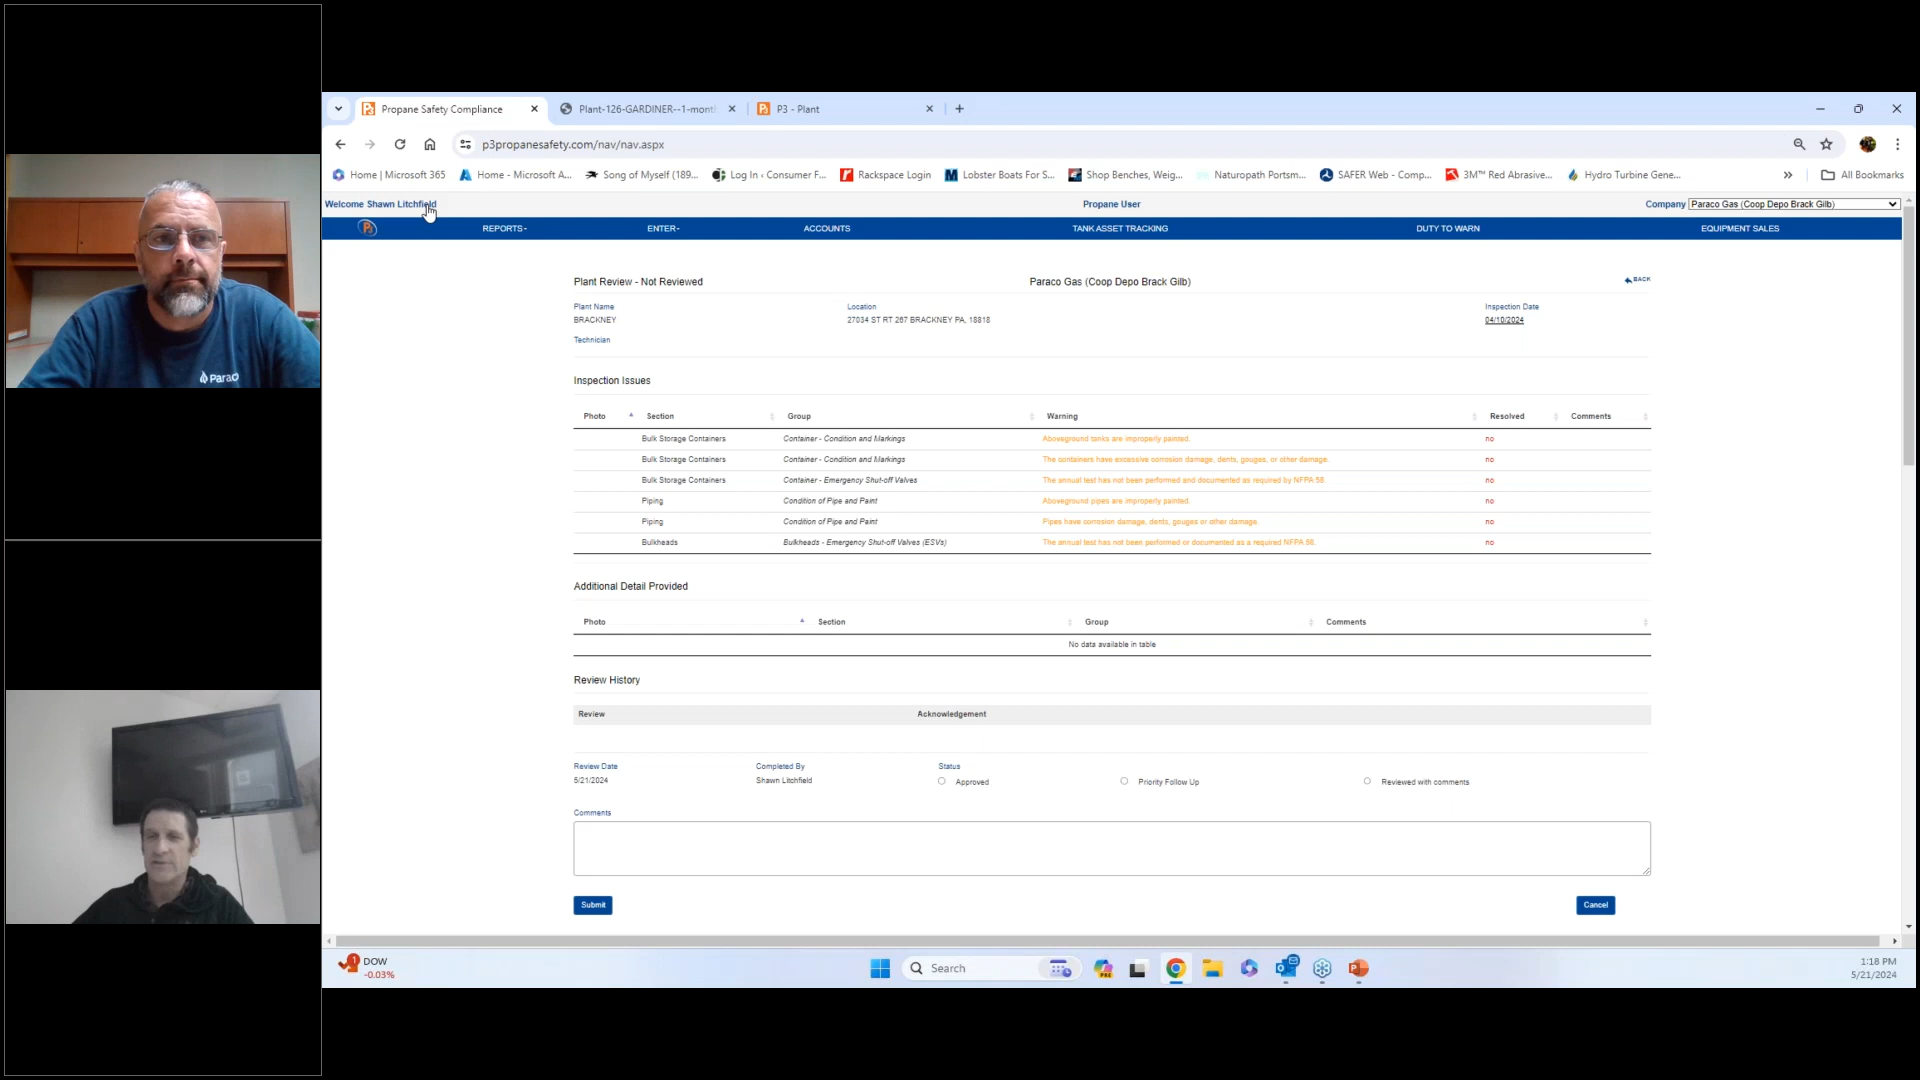 Propane Safety Compliance
Plant-126-GARDINER--1-mont
P3 - Plant
p3propanesafety.com/nav/nav.aspx
Home | Microsoft 365
Home - Microsoft A...
Song of Myself (189...
Log In ‹ Consumer F...
Rackspace Login
Lobster Boats For S...
Shop Benches, Weig...
Naturopath Portsm...
SAFER Web - Comp...
3M™ Red Abrasive...
Hydro Turbine Gene...
All Bookmarks
Welcome Shawn Litchfield
Propane User
Company Paraco Gas (Coop Depo Brack Gilb)
REPORTS-
ENTER-
ACCOUNTS
TANK ASSET TRACKING
DUTY TO WARN
EQUIPMENT SALES
Plant Review - Not Reviewed
Paraco Gas (Coop Depo Brack Gilb)
BACK
Plant Name
Location
Inspection Date
BRACKNEY
27034 ST RT 267 BRACKNEY PA, 18818
04/10/2024
Technician
Inspection Issues
Photo Section Group Warning Resolved Comments
Bulk Storage Containers Container - Condition and Markings Aboveground tanks are improperly painted. no
Bulk Storage Containers Container - Condition and Markings The containers have excessive corrosion damage, dents, gouges, or other damage. no
Bulk Storage Containers Container - Emergency Shut-off Valves The annual test has not been performed and documented as required by NFPA 58. no
Piping Condition of Pipe and Paint Aboveground pipes are improperly painted. no
Piping Condition of Pipe and Paint Pipes have corrosion damage, dents, gouges or other damage. no
Bulkheads Bulkheads - Emergency Shut-off Valves (ESVs) The annual test has not been performed or documented as a required NFPA 58. no
Additional Detail Provided
Photo Section Group Comments
No data available in table
Review History
Review Acknowledgement
Review Date Completed By Status
5/21/2024 Shawn Litchfield Approved Priority Follow Up Reviewed with comments
Comments
Submit
Cancel
1
DOW
-0.03%
Search
1:18 PM
5/21/2024
Paraco